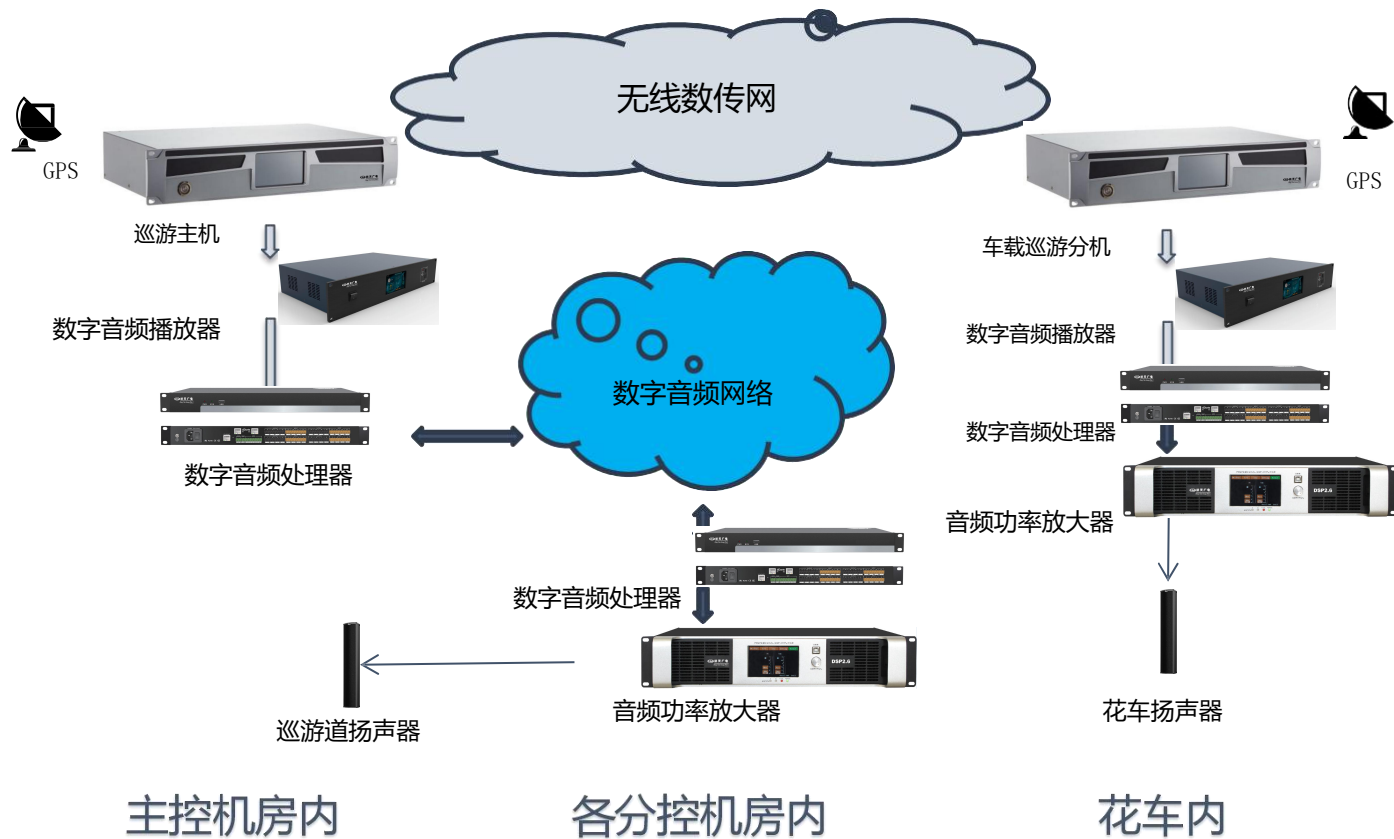 无线数传网
GPS
GPS
巡游主机
车载巡游分机
数字音频播放器
数字音频播放器
数字音频网络
数字音频处理器
数字音频处理器
音频功率放大器
DSP2.6
数字音频处理器
DSP2.6
音频功率放大器
巡游道扬声器
花车扬声器
主控机房内
各分控机房内
花车内